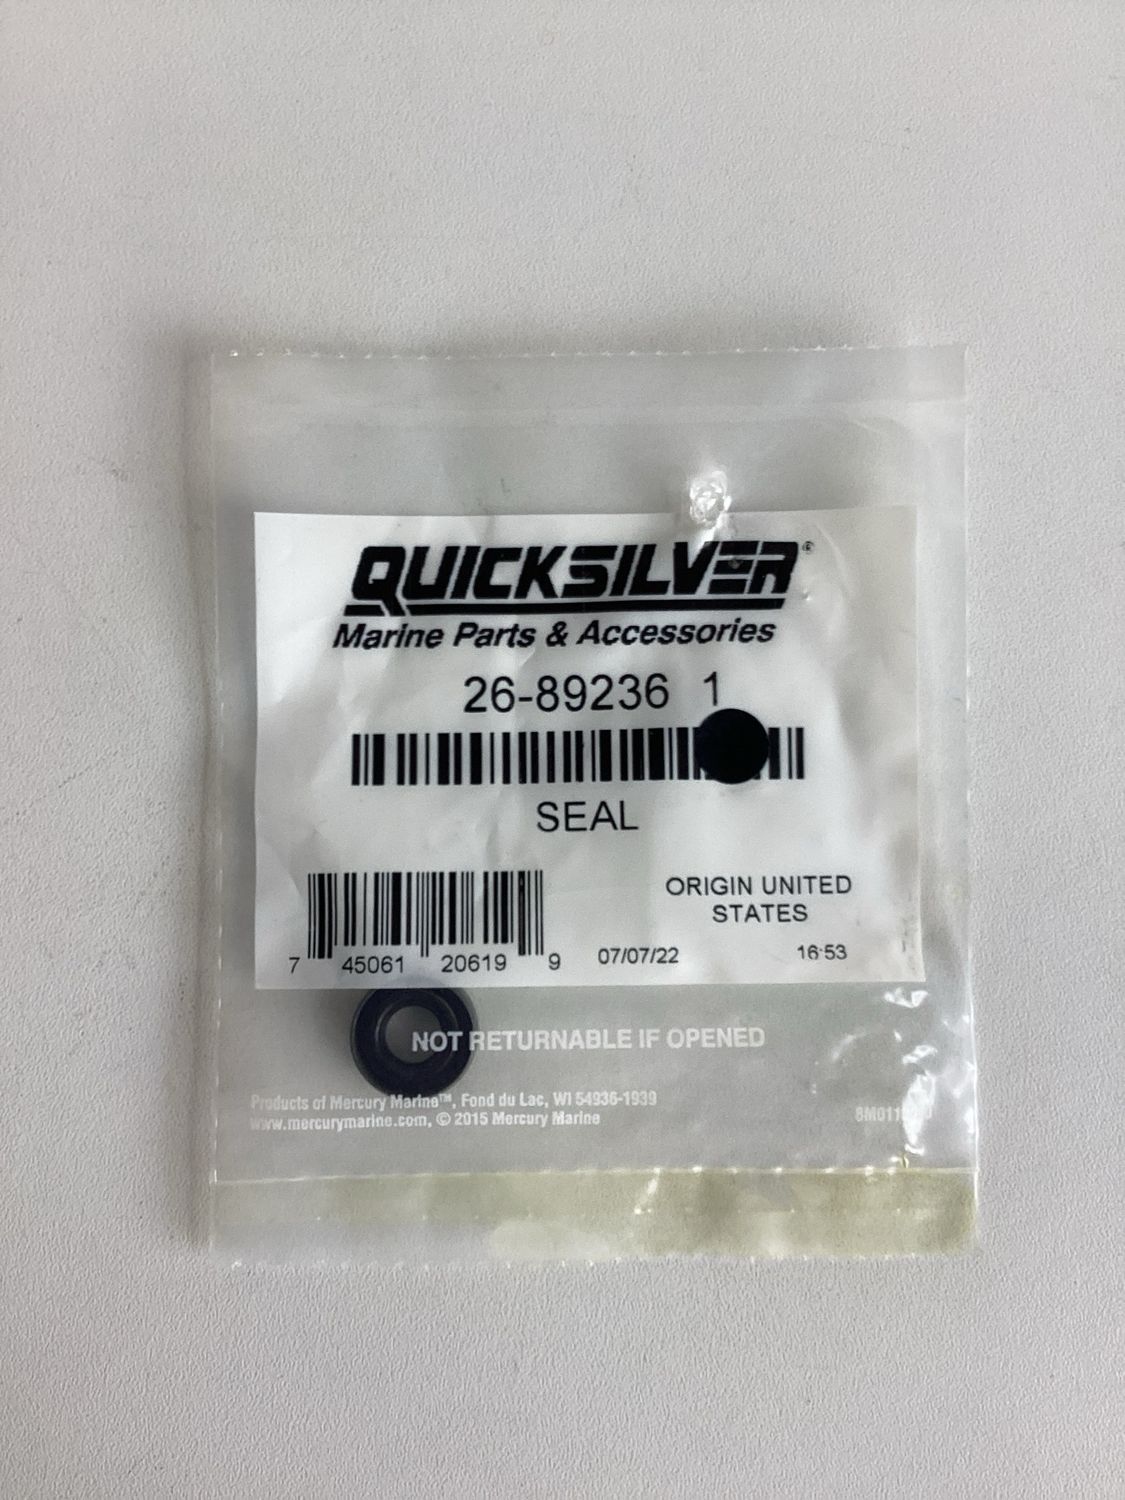 QUICKSILVER®
Marine Parts & Accessories
26-89236 1
SEAL
ORIGIN UNITED
STATES
7 45061 20619 9
07/07/22
16:53
NOT RETURNABLE IF OPENED
Products of Mercury Marine™, Fond du Lac, WI 54936-1939
www.mercurymarine.com, © 2015 Mercury Marine